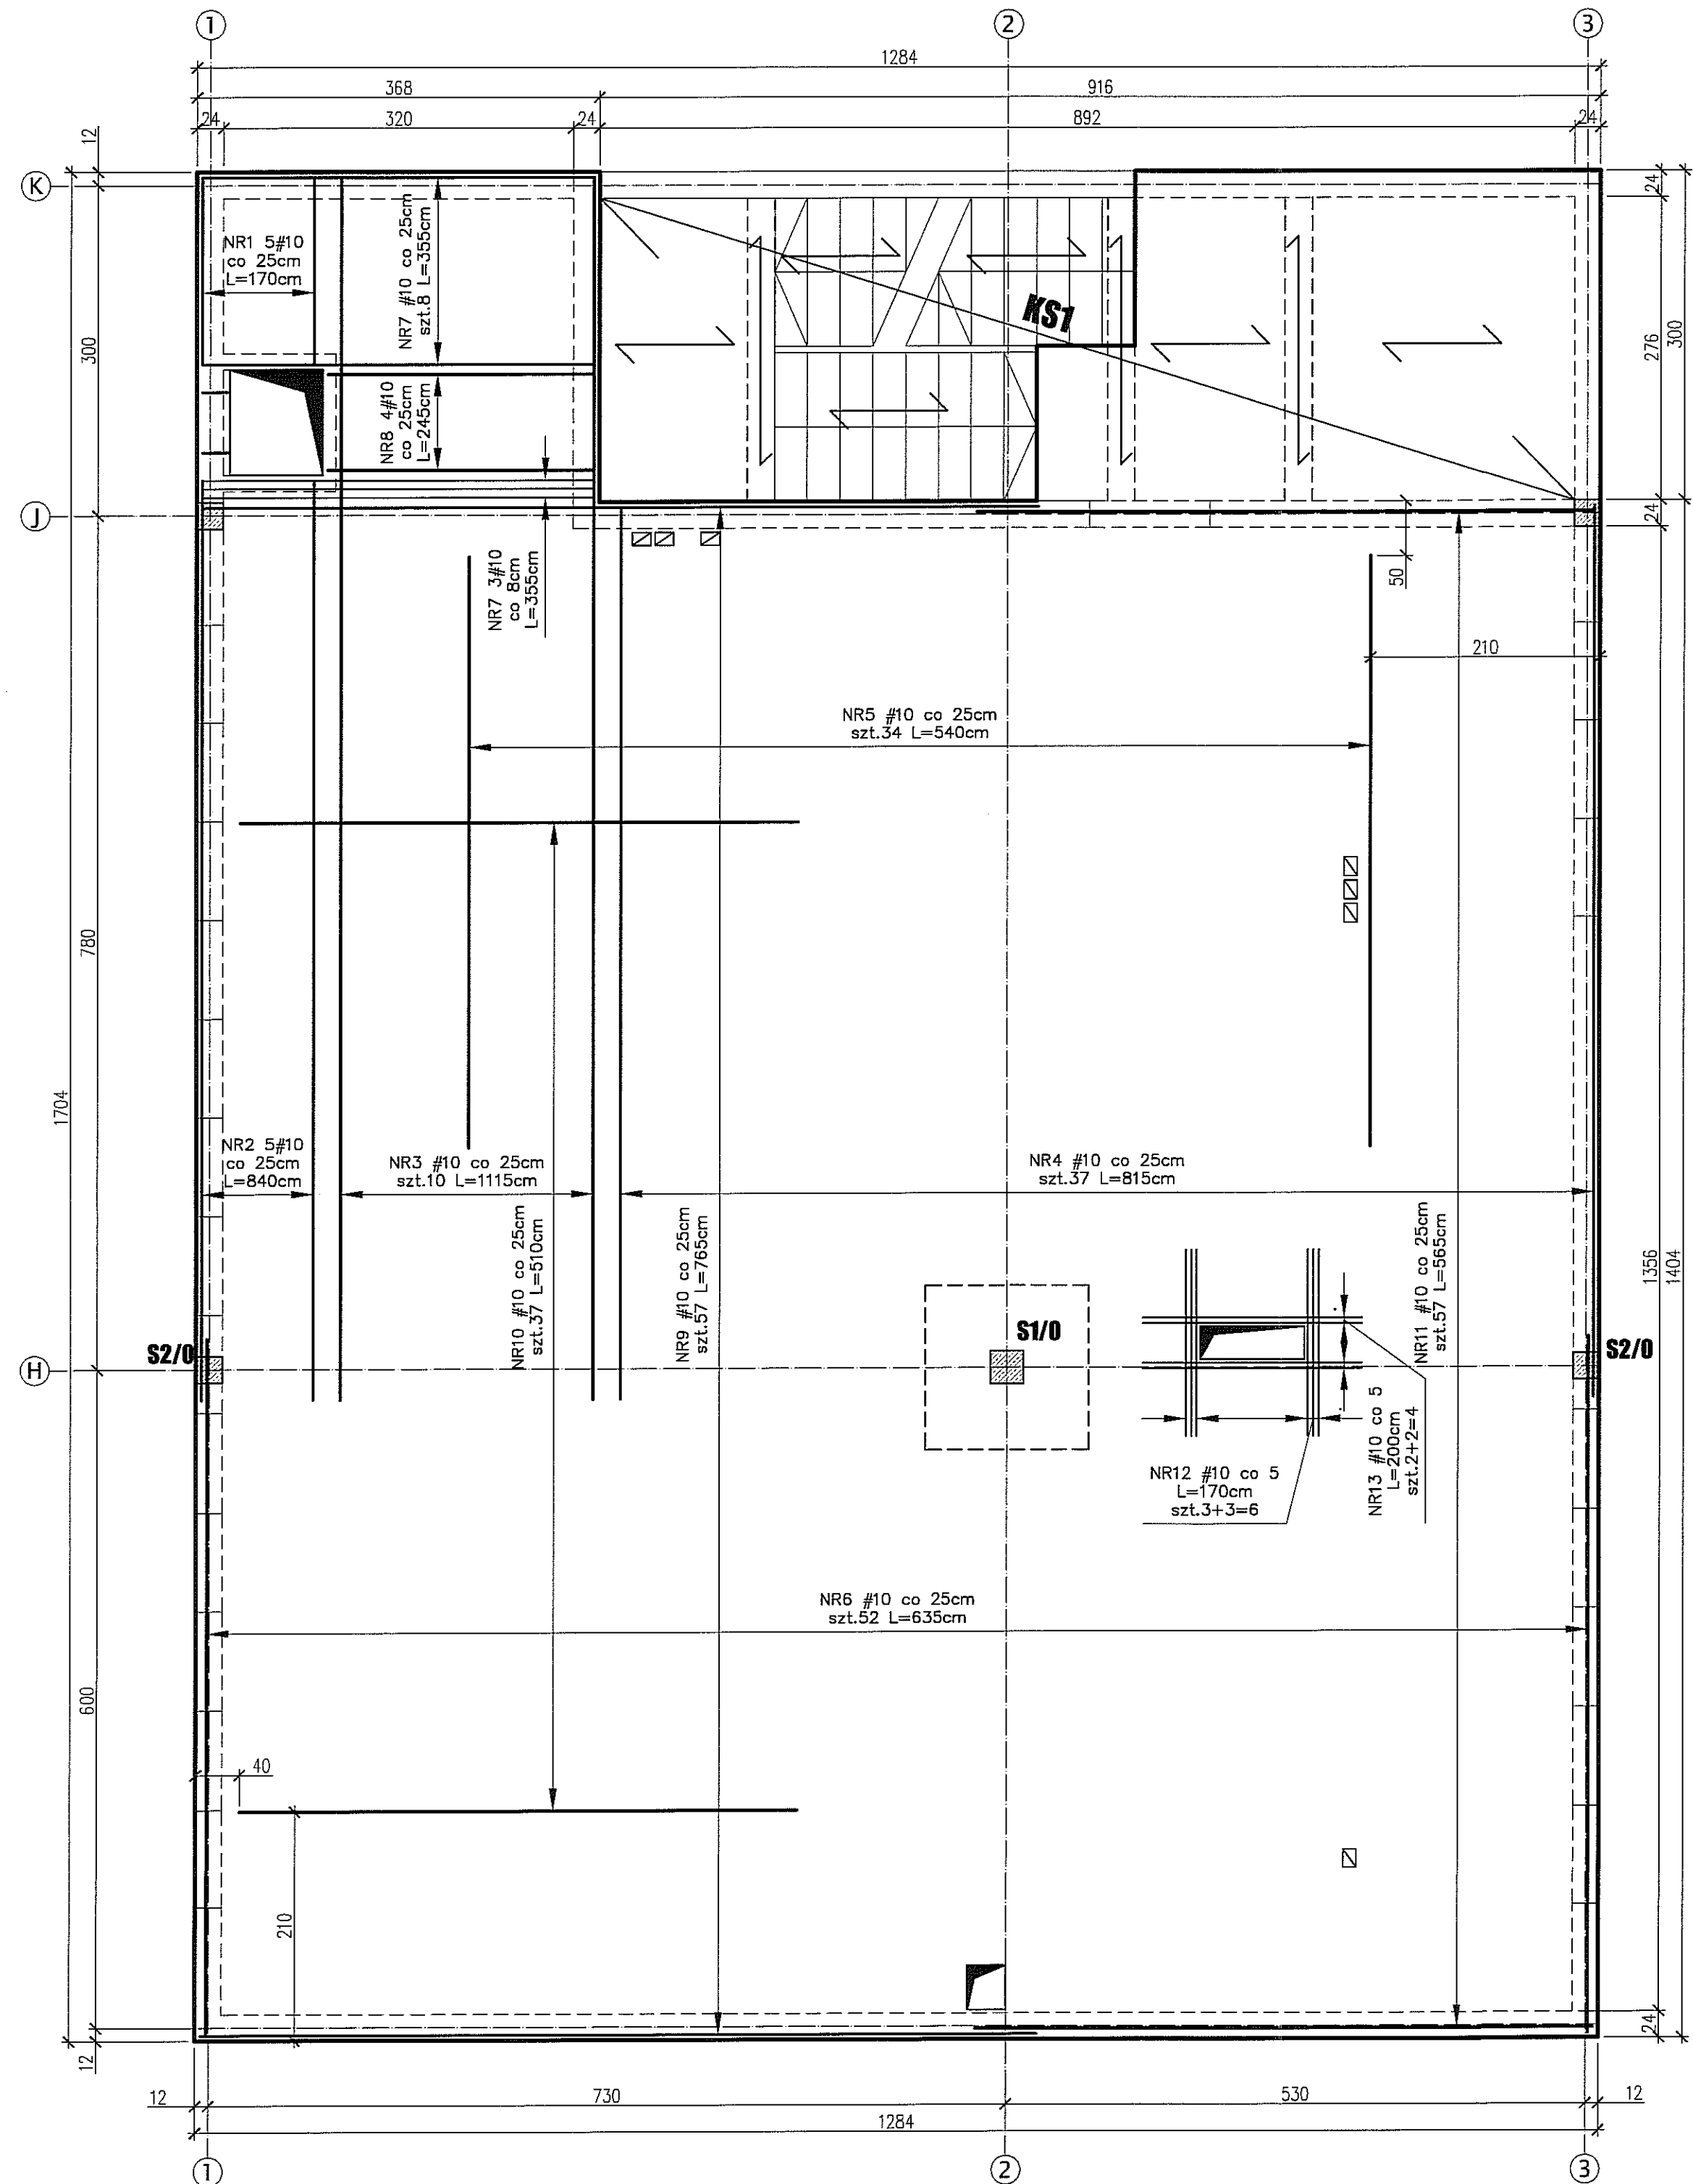 1
2
3
1284
368
916
24
320
24
892
24
12
K
24
NR1 5#10
co 25cm
L=170cm
NR7 #10 co 25cm
szt.8 L=355cm
KS1
300
276
300
NR8 4#10
co 25cm
L=245cm
J
24
NR7 3#10
co 8cm
L=355cm
50
210
NR5 #10 co 25cm
szt.34 L=540cm
780
1704
NR2 5#10
co 25cm
L=840cm
NR3 #10 co 25cm
szt.10 L=1115cm
NR4 #10 co 25cm
szt.37 L=815cm
NR10 #10 co 25cm
szt.37 L=510cm
NR9 #10 co 25cm
szt.57 L=765cm
NR11 #10 co 25cm
szt.57 L=565cm
1356
1404
S2/0
S1/0
S2/0
H
NR12 #10 co 5
L=170cm
szt.3+3=6
NR13 #10 co 5
L=200cm
szt.2+2=4
NR6 #10 co 25cm
szt.52 L=635cm
600
40
210
24
12
12
730
530
12
1284
1
2
3